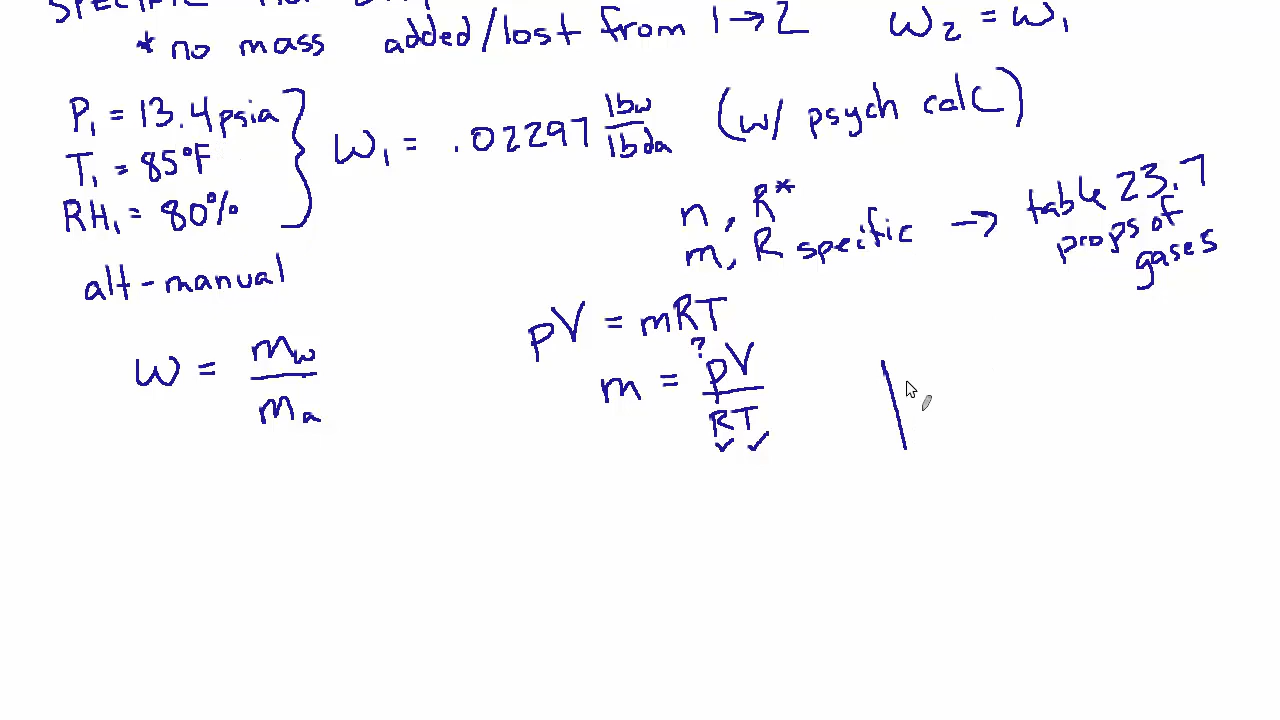 * no mass added/lost from 1→2 ω₂ = ω₁
P₁ = 13.4 psia
T₁ = 85°F
RH₁ = 80%
ω₁ = .02297 lbw/lbda (w/ psych calc)
n, R*
m, R specific → table 23.7
props of
gases
alt-manual
pV = mRT
ω = mw/ma
?
m = pV/RT
✓ ✓